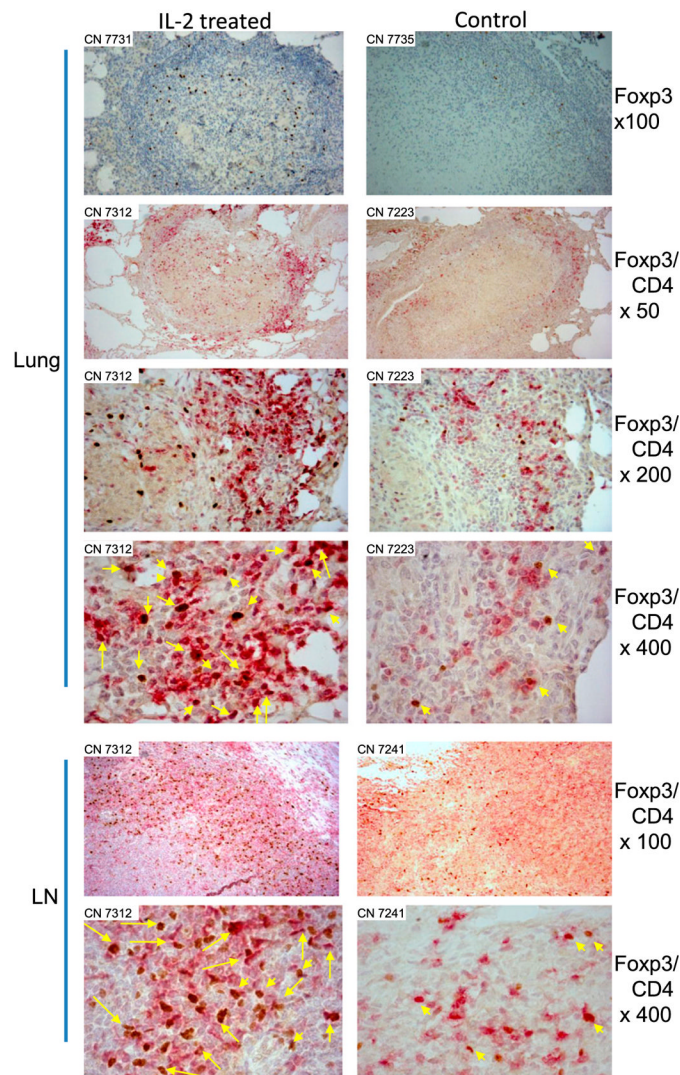 IL-2 treated
Control
CN 7731
CN 7735
Foxp3
x100
CN 7312
CN 7223
Foxp3/
CD4
x 50
Lung
CN 7312
CN 7223
Foxp3/
CD4
x 200
CN 7312
CN 7223
Foxp3/
CD4
x 400
CN 7312
CN 7241
Foxp3/
CD4
x 100
LN
CN 7312
CN 7241
Foxp3/
CD4
x 400